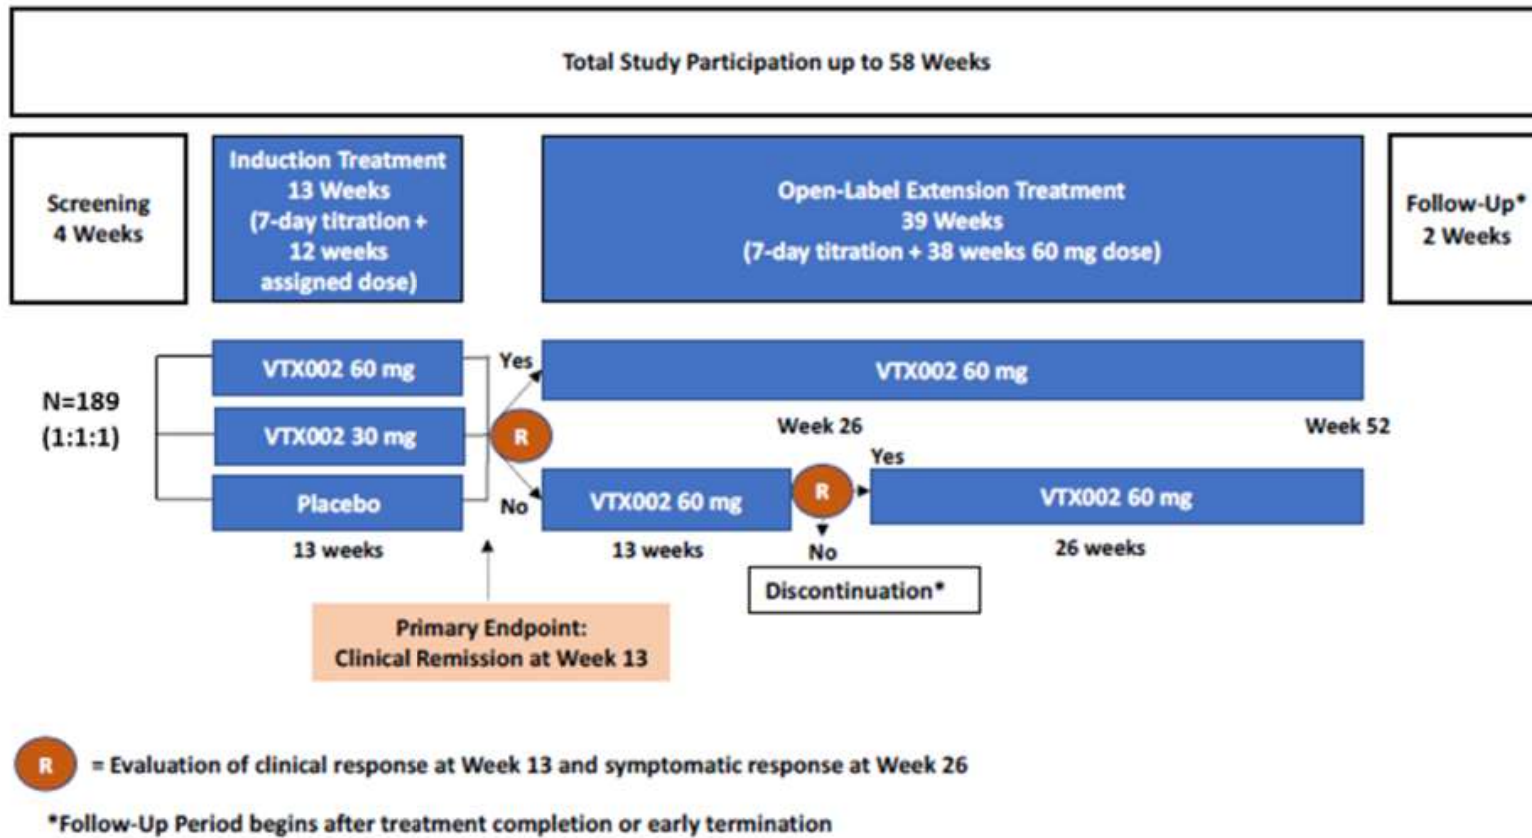 Total Study Participation up to 58 Weeks
Screening
4 Weeks
Induction Treatment
13 Weeks
(7-day titration +
12 weeks
assigned dose)
Open-Label Extension Treatment
39 Weeks
(7-day titration + 38 weeks 60 mg dose)
Follow-Up*
2 Weeks
N=189
(1:1:1)
VTX002 60 mg
VTX002 30 mg
Placebo
13 weeks
R
Yes
No
VTX002 60 mg
Week 26
Week 52
VTX002 60 mg
13 weeks
R
Yes
No
VTX002 60 mg
26 weeks
Discontinuation*
Primary Endpoint:
Clinical Remission at Week 13
R = Evaluation of clinical response at Week 13 and symptomatic response at Week 26
*Follow-Up Period begins after treatment completion or early termination